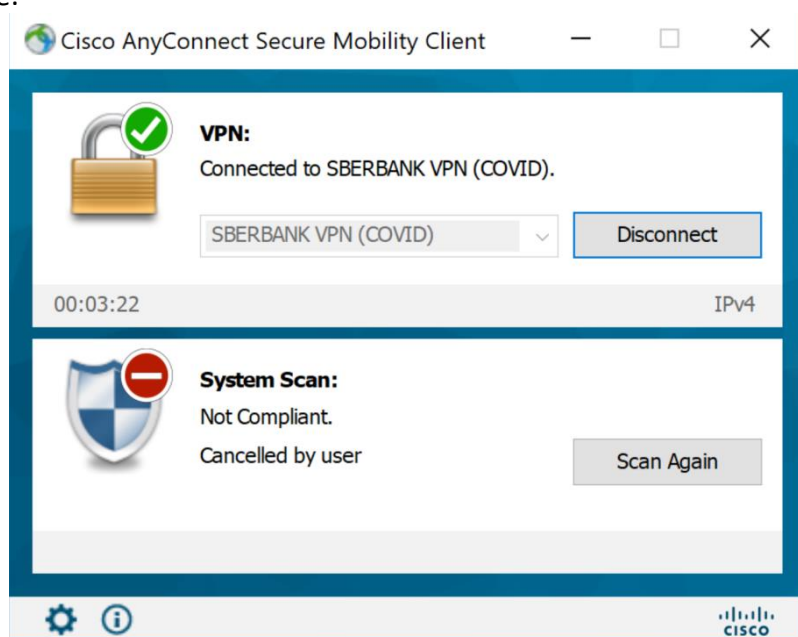 Cisco AnyConnect Secure Mobility Client
VPN:
Connected to SBERBANK VPN (COVID).
SBERBANK VPN (COVID)
Disconnect
00:03:22
IPv4
System Scan:
Not Compliant.
Cancelled by user
Scan Again
CISCO